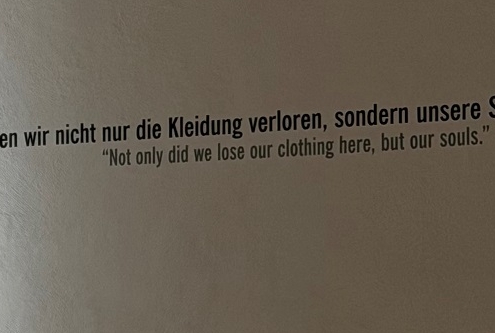 en wir nicht nur die Kleidung verloren, sondern unsere S
“Not only did we lose our clothing here, but our souls.”